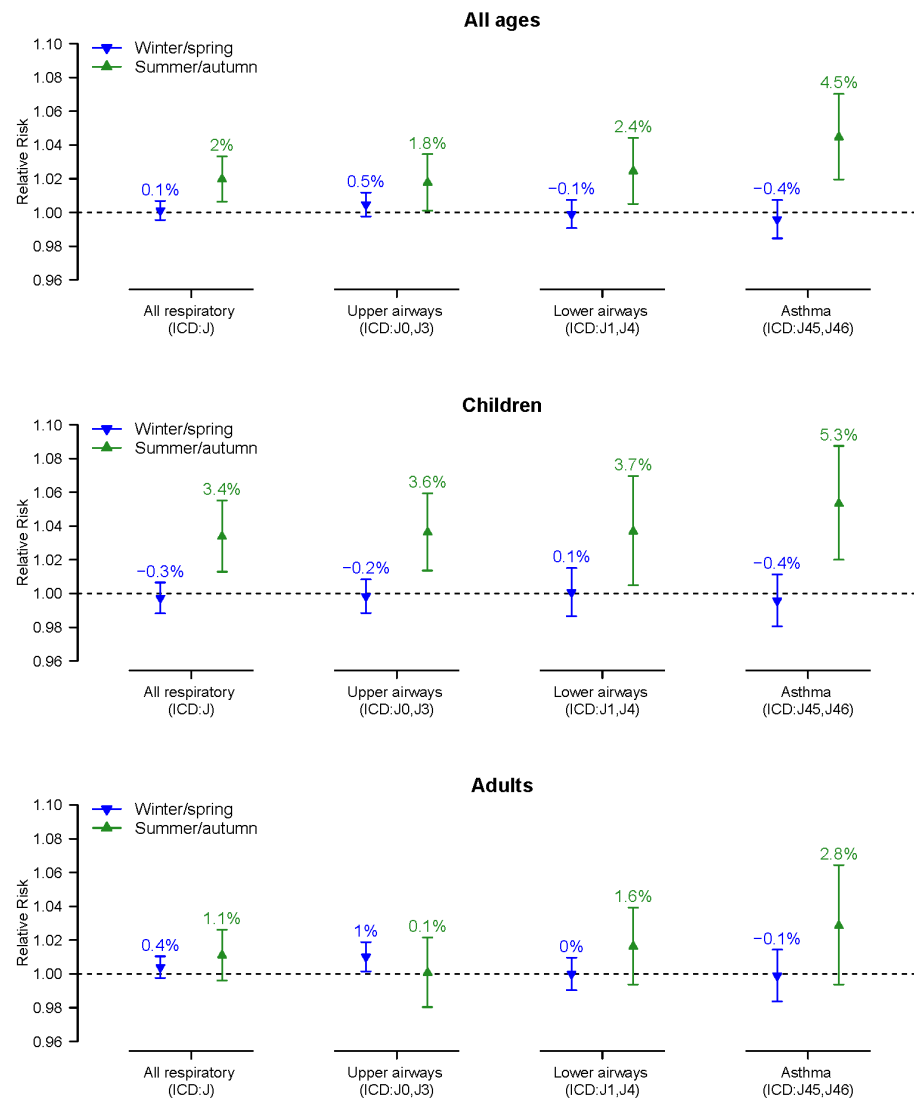 All ages
Winter/spring
Summer/autumn
1.10
1.08
1.06
1.04
1.02
1.00
0.98
0.96
Relative Risk
0.1%
2%
0.5%
1.8%
−0.1%
2.4%
−0.4%
4.5%
All respiratory
(ICD:J)
Upper airways
(ICD:J0,J3)
Lower airways
(ICD:J1,J4)
Asthma
(ICD:J45,J46)
Children
Winter/spring
Summer/autumn
1.10
1.08
1.06
1.04
1.02
1.00
0.98
0.96
Relative Risk
−0.3%
3.4%
−0.2%
3.6%
0.1%
3.7%
−0.4%
5.3%
All respiratory
(ICD:J)
Upper airways
(ICD:J0,J3)
Lower airways
(ICD:J1,J4)
Asthma
(ICD:J45,J46)
Adults
Winter/spring
Summer/autumn
1.10
1.08
1.06
1.04
1.02
1.00
0.98
0.96
Relative Risk
0.4%
1.1%
1%
0.1%
0%
1.6%
−0.1%
2.8%
All respiratory
(ICD:J)
Upper airways
(ICD:J0,J3)
Lower airways
(ICD:J1,J4)
Asthma
(ICD:J45,J46)